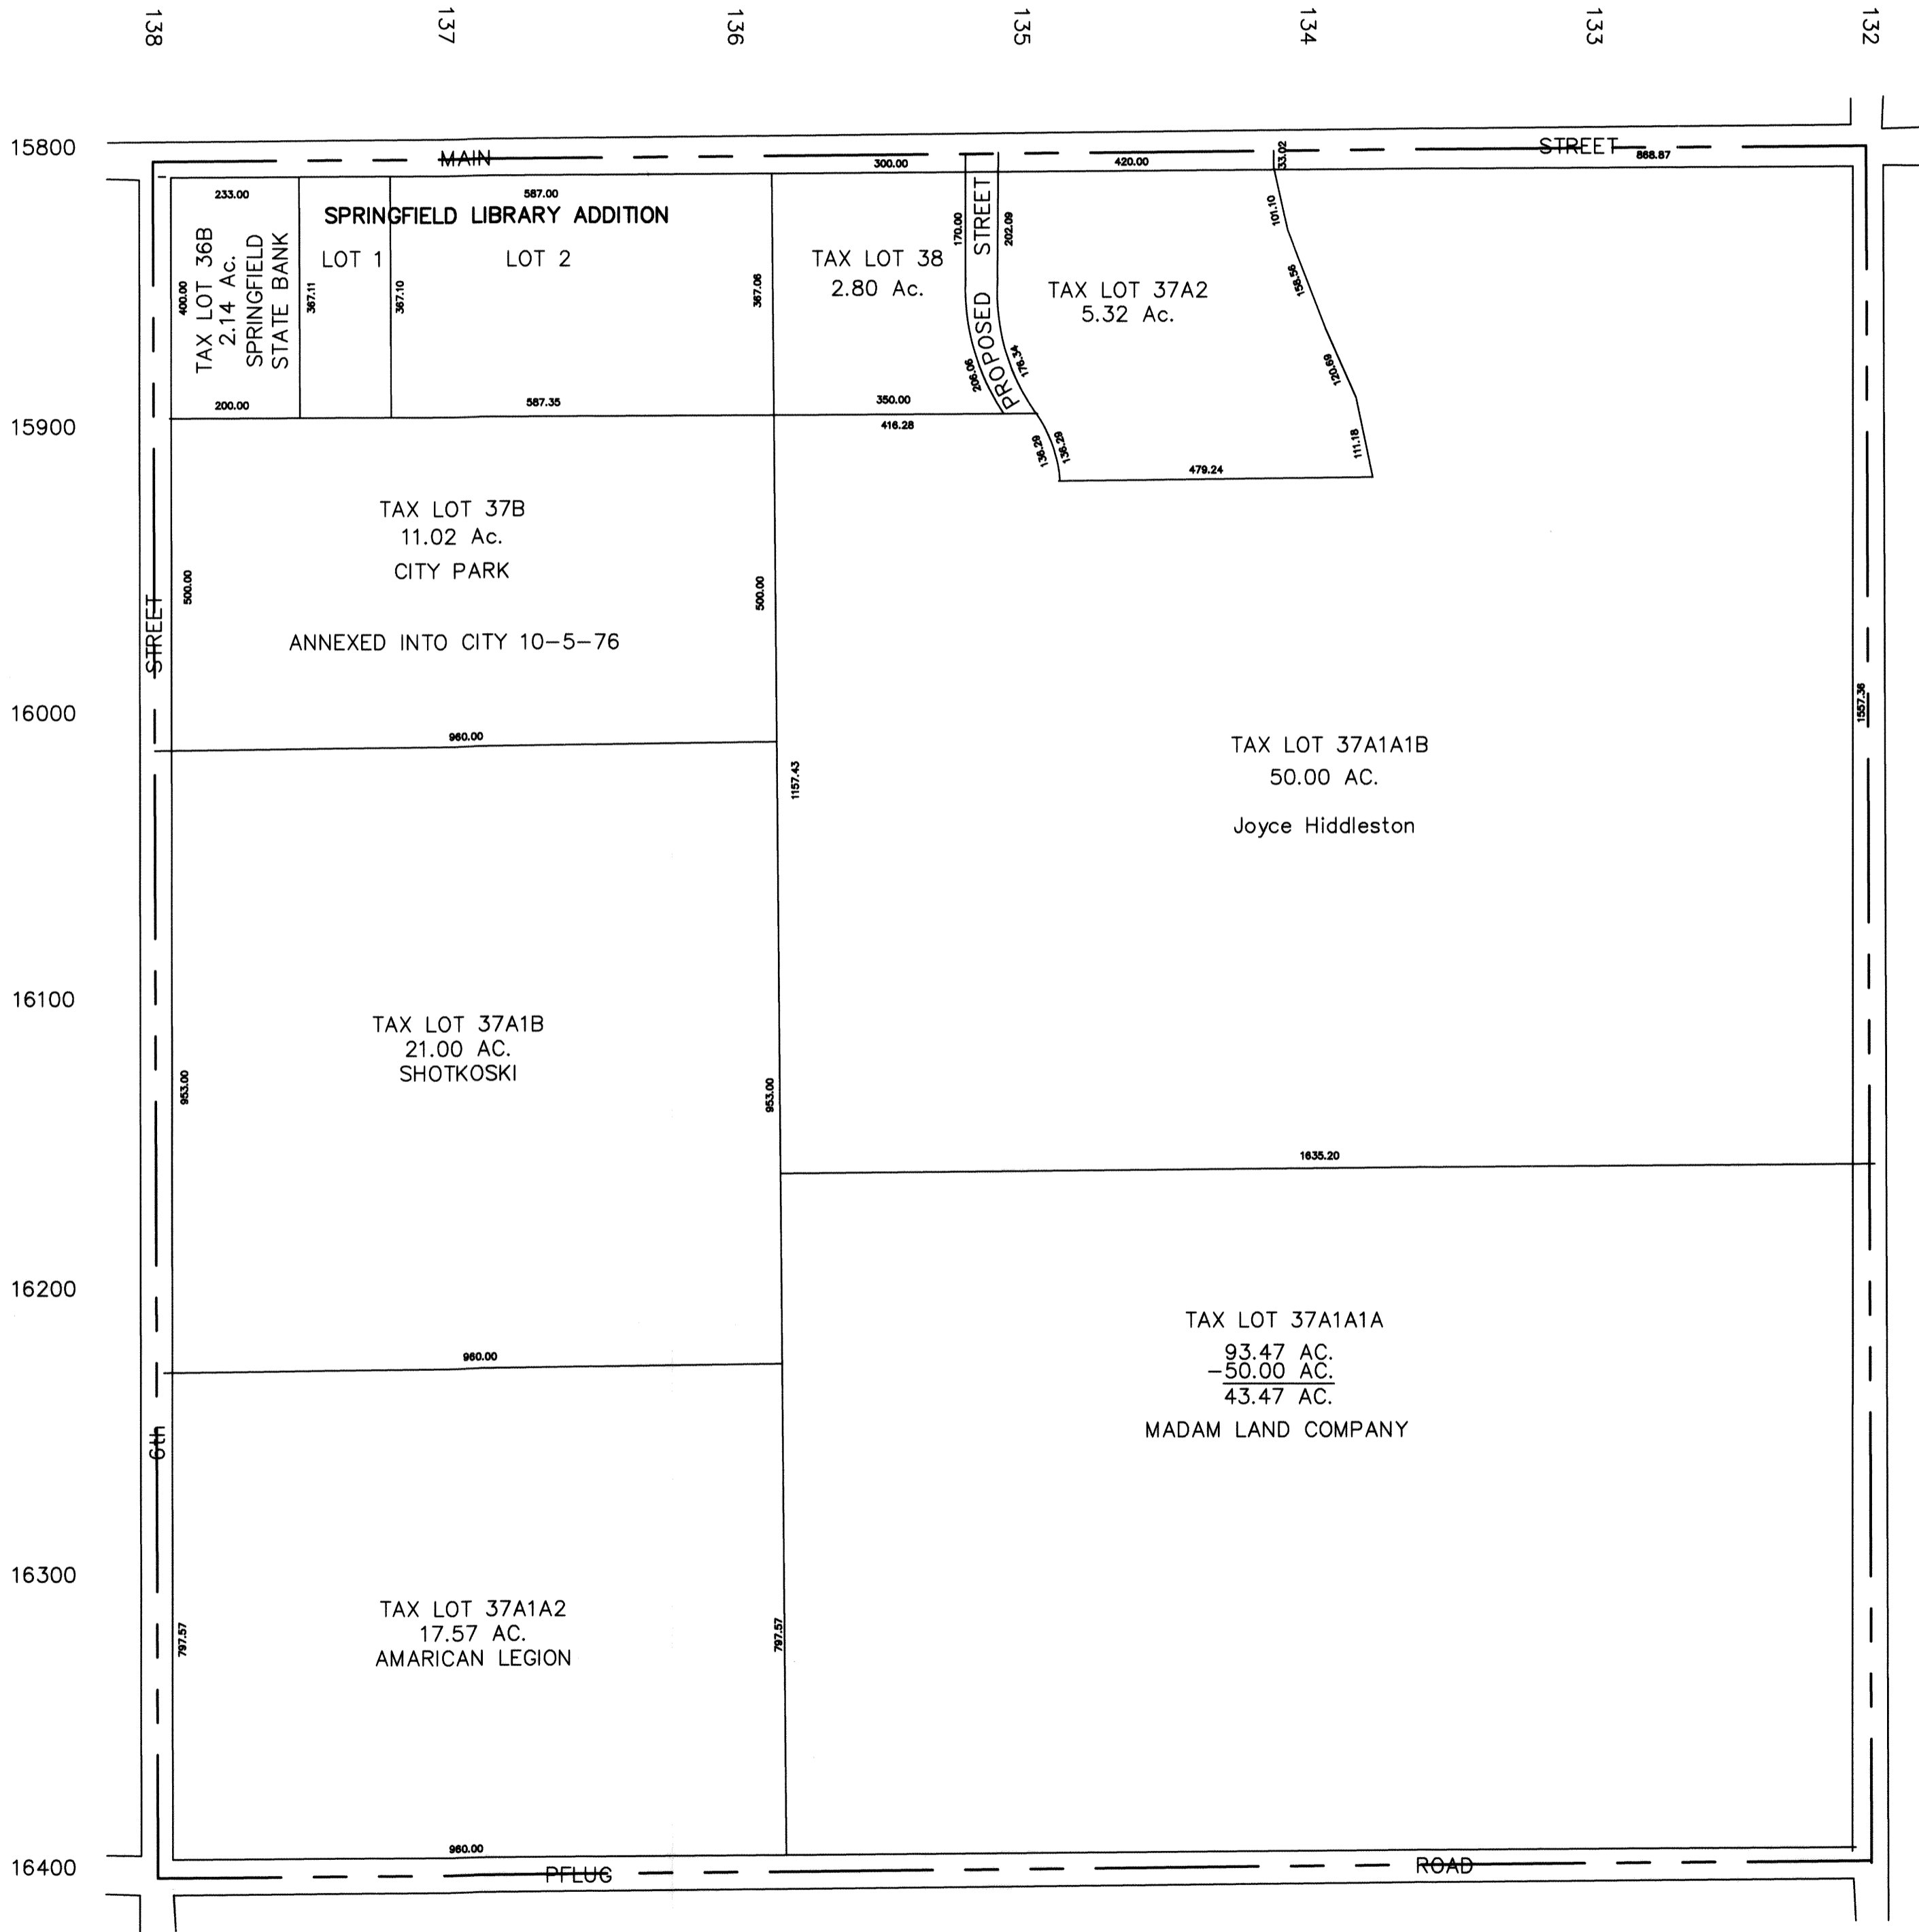 138
137
136
135
134
133
132
15800
MAIN
STREET
300.00
420.00
33.02
868.87
233.00
587.00
SPRINGFIELD LIBRARY ADDITION
TAX LOT 36B
2.14 Ac.
SPRINGFIELD
STATE BANK
400.00
LOT 1
367.11
LOT 2
367.10
367.06
TAX LOT 38
2.80 Ac.
170.00
PROPOSED STREET
202.09
206.06
176.34
TAX LOT 37A2
5.32 Ac.
101.10
158.56
120.69
111.18
200.00
587.35
350.00
15900
416.28
136.29
136.29
479.24
TAX LOT 37B
11.02 Ac.
CITY PARK
500.00
500.00
STREET
ANNEXED INTO CITY 10-5-76
16000
960.00
1557.36
TAX LOT 37A1A1B
50.00 AC.
Joyce Hiddleston
1157.43
16100
TAX LOT 37A1B
21.00 AC.
SHOTKOSKI
953.00
953.00
1635.20
16200
960.00
TAX LOT 37A1A1A
93.47 AC.
-50.00 AC.
43.47 AC.
MADAM LAND COMPANY
6th
16300
TAX LOT 37A1A2
17.57 AC.
AMARICAN LEGION
797.57
797.57
16400
960.00
PFLUG
ROAD